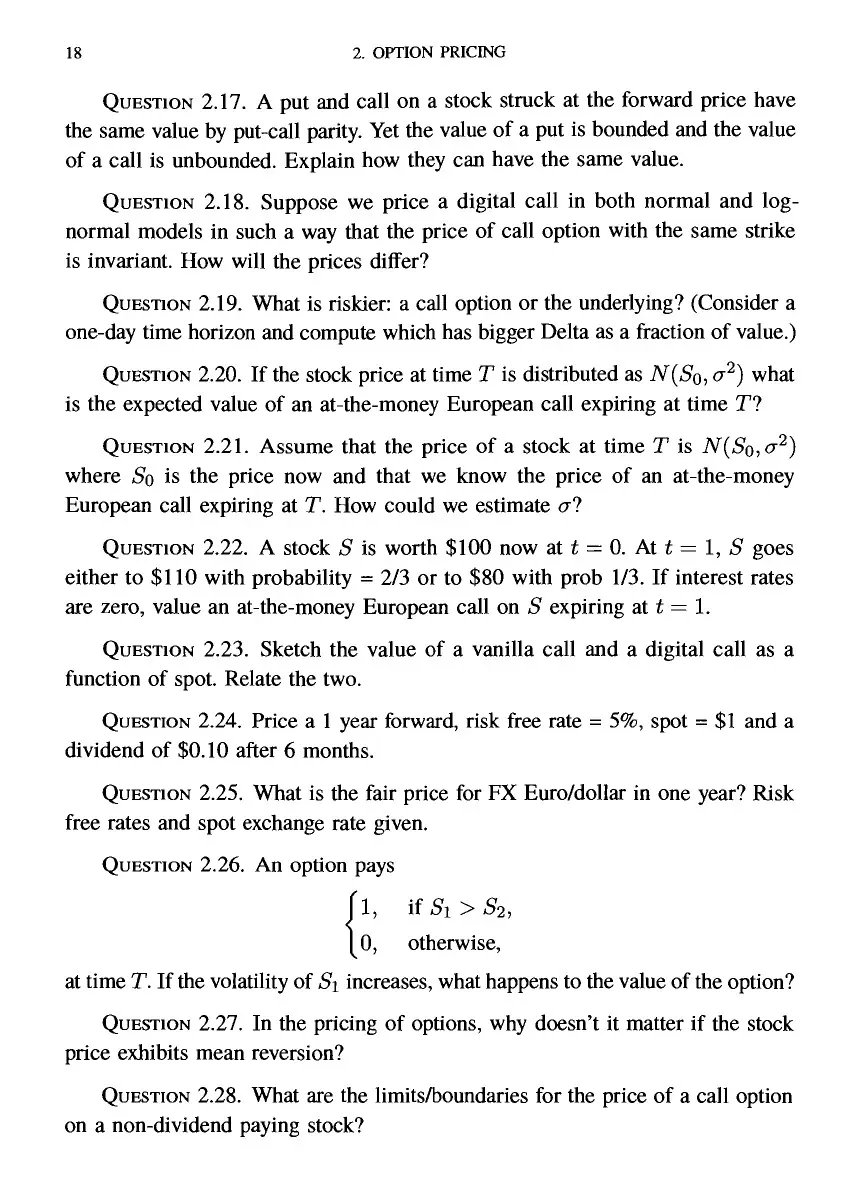 18 2. OPTION PRICING
QUESTION 2.17. A put and call on a stock struck at the forward price have
the same value by put-call parity. Yet the value of a put is bounded and the value
of a call is unbounded. Explain how they can have the same value.
QUESTION 2.18. Suppose we price a digital call in both normal and log-
normal models in such a way that the price of call option with the same strike
is invariant. How will the prices differ?
QUESTION 2.19. What is riskier: a call option or the underlying? (Consider a
one-day time horizon and compute which has bigger Delta as a fraction of value.)
QUESTION 2.20. If the stock price at time T is distributed as N(S₀, σ²) what
is the expected value of an at-the-money European call expiring at time T?
QUESTION 2.21. Assume that the price of a stock at time T is N(S₀, σ²)
where S₀ is the price now and that we know the price of an at-the-money
European call expiring at T. How could we estimate σ?
QUESTION 2.22. A stock S is worth $100 now at t = 0. At t = 1, S goes
either to $110 with probability = 2/3 or to $80 with prob 1/3. If interest rates
are zero, value an at-the-money European call on S expiring at t = 1.
QUESTION 2.23. Sketch the value of a vanilla call and a digital call as a
function of spot. Relate the two.
QUESTION 2.24. Price a 1 year forward, risk free rate = 5%, spot = $1 and a
dividend of $0.10 after 6 months.
QUESTION 2.25. What is the fair price for FX Euro/dollar in one year? Risk
free rates and spot exchange rate given.
QUESTION 2.26. An option pays
{1, if S₁ > S₂,
0, otherwise,
at time T. If the volatility of S₁ increases, what happens to the value of the option?
QUESTION 2.27. In the pricing of options, why doesn't it matter if the stock
price exhibits mean reversion?
QUESTION 2.28. What are the limits/boundaries for the price of a call option
on a non-dividend paying stock?